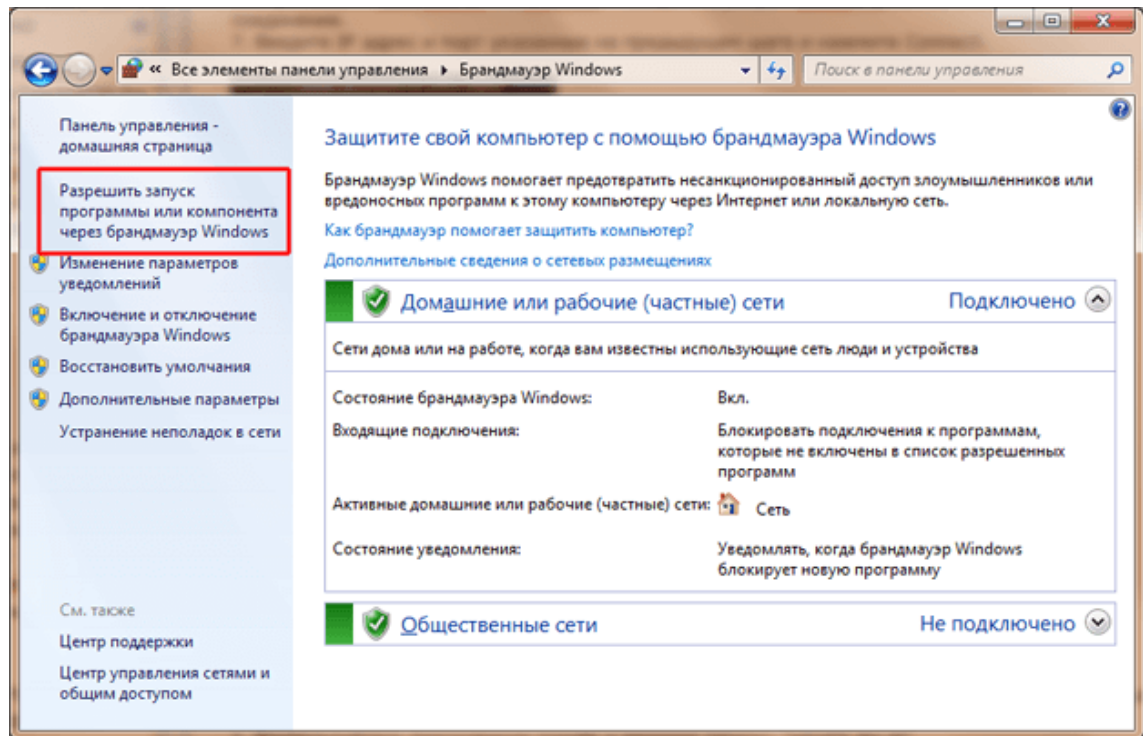 « Все элементы панели управления ▸ Брандмауэр Windows
Поиск в панели управления
Панель управления -
домашняя страница
Разрешить запуск
программы или компонента
через брандмауэр Windows
Изменение параметров
уведомлений
Включение и отключение
брандмауэра Windows
Восстановить умолчания
Дополнительные параметры
Устранение неполадок в сети
См. также
Центр поддержки
Центр управления сетями и
общим доступом
Защитите свой компьютер с помощью брандмауэра Windows
Брандмауэр Windows помогает предотвратить несанкционированный доступ злоумышленников или
вредоносных программ к этому компьютеру через Интернет или локальную сеть.
Как брандмауэр помогает защитить компьютер?
Дополнительные сведения о сетевых размещениях
Домашние или рабочие (частные) сети Подключено
Сети дома или на работе, когда вам известны использующие сеть люди и устройства
Состояние брандмауэра Windows: Вкл.
Входящие подключения: Блокировать подключения к программам,
которые не включены в список разрешенных
программ
Активные домашние или рабочие (частные) сети: Сеть
Состояние уведомления: Уведомлять, когда брандмауэр Windows
блокирует новую программу
Общественные сети Не подключено